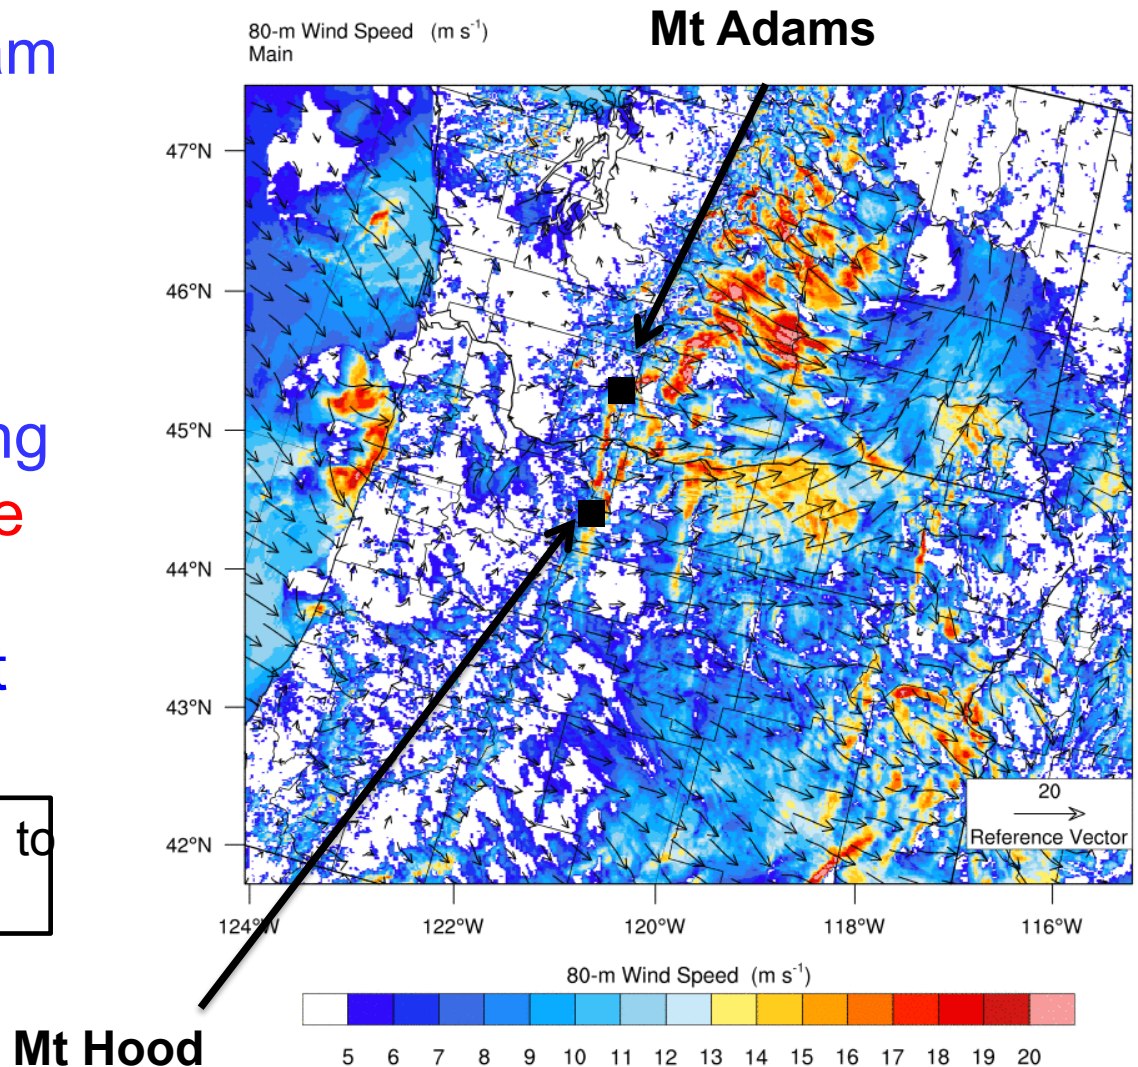 Mt Adams
80-m Wind Speed (m s⁻¹)
Main
am
ng
e
t
to
47°N
46°N
45°N
44°N
43°N
42°N
20
Reference Vector
124°W 122°W 120°W 118°W 116°W
80-m Wind Speed (m s⁻¹)
5 6 7 8 9 10 11 12 13 14 15 16 17 18 19 20
Mt Hood